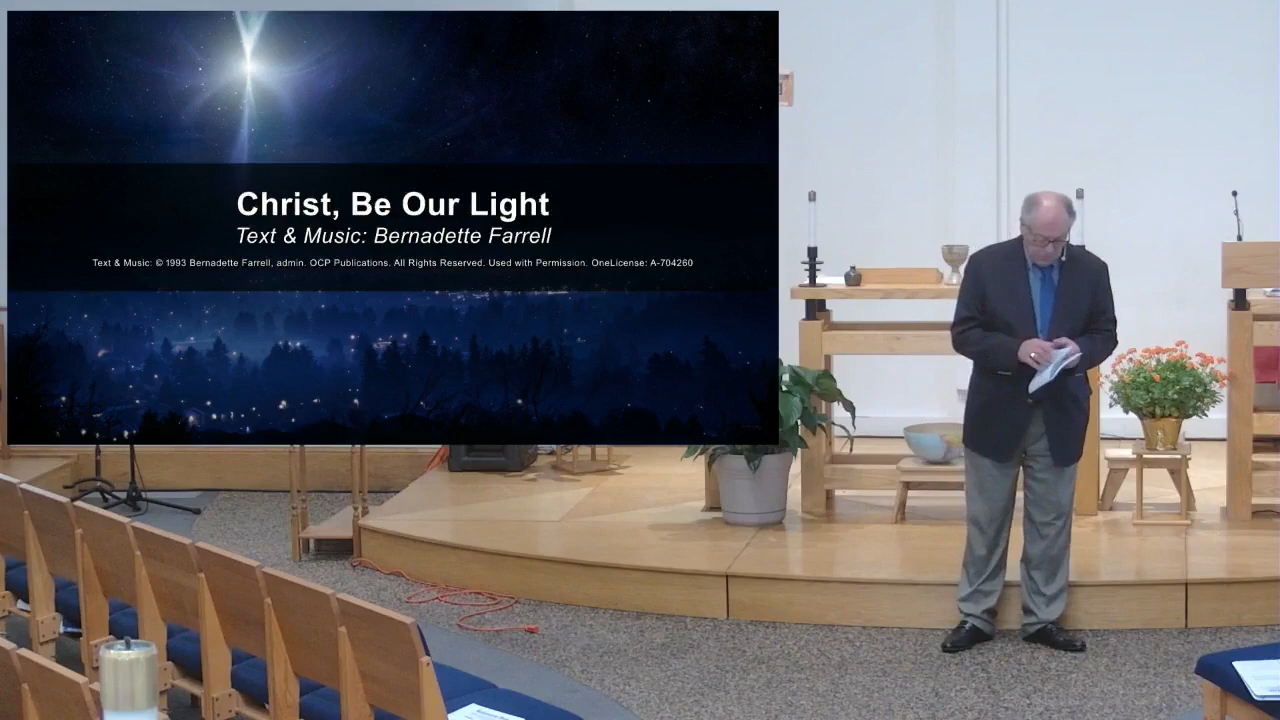 Christ, Be Our Light
Text & Music: Bernadette Farrell
Text & Music: © 1993 Bernadette Farrell, admin. OCP Publications. All Rights Reserved. Used with Permission. OneLicense: A-704260